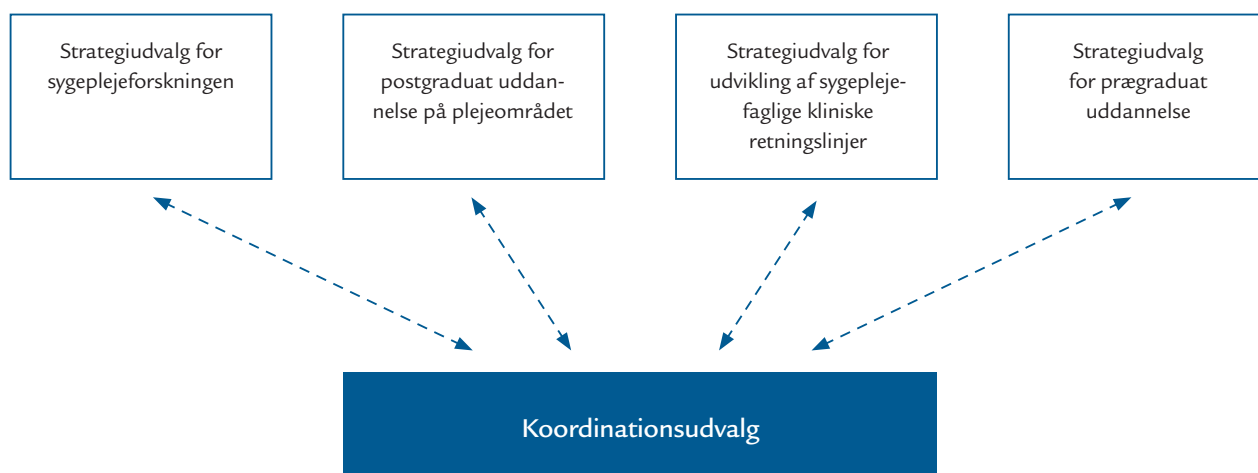 Strategiudvalg for
sygeplejeforskningen
Strategiudvalg for
postgraduat uddan-
nelse på plejeområdet
Strategiudvalg for
udvikling af sygepleje-
faglige kliniske
retningslinjer
Strategiudvalg
for prægraduat
uddannelse
Koordinationsudvalg